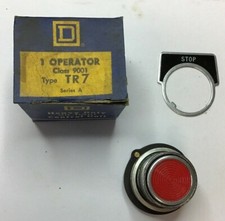 D
1 OPERATOR
Class 9001
Type TR7
Series A
STOP